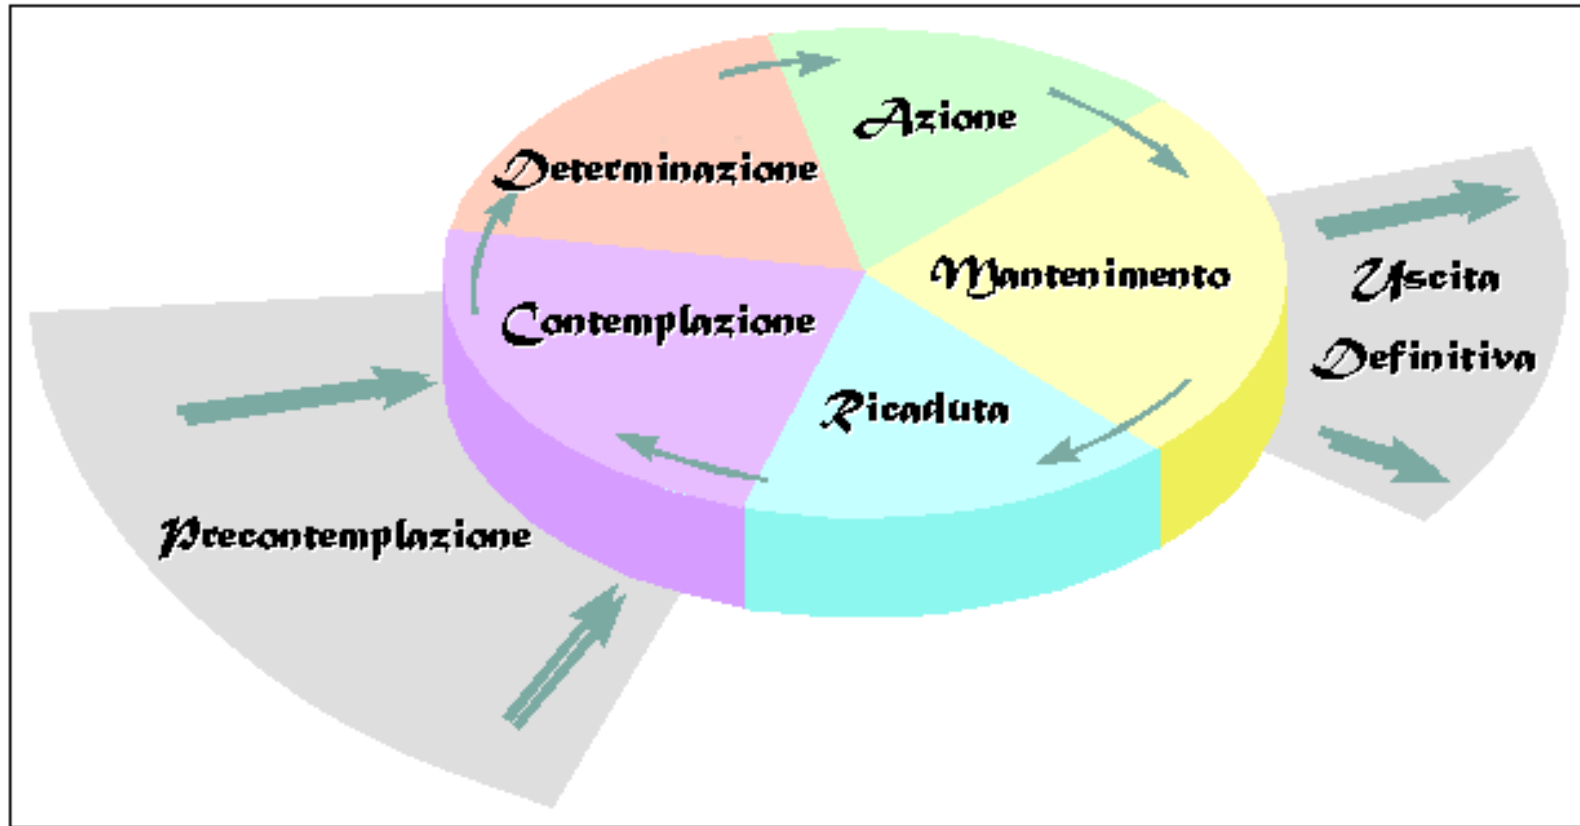 Azione
Determinazione
Mantenimento
Uscita
Definitiva
Contemplazione
Ricaduta
Precontemplazione